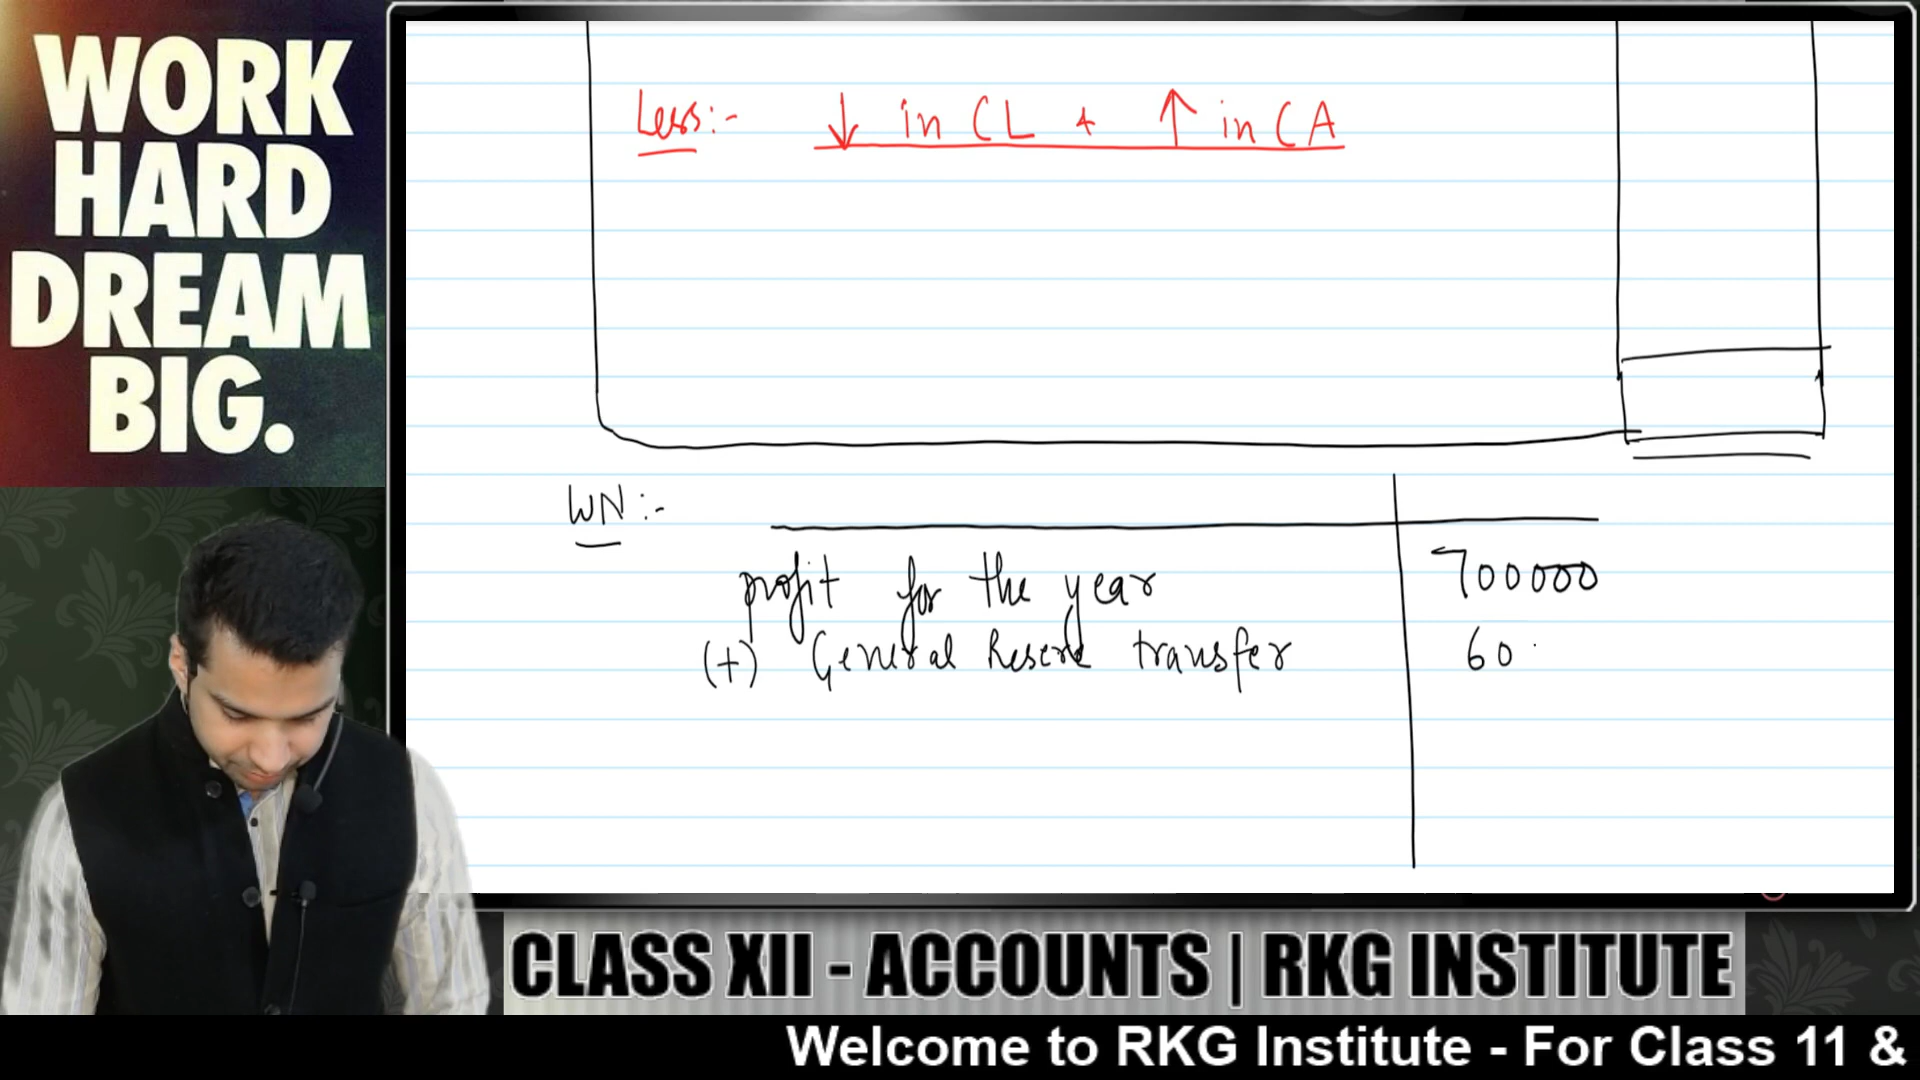 WORK
HARD
DREAM
BIG.
Less:- ↓ in CL + ↑ in CA
WN:-
profit for the year 700000
(+) General Reserve transfer 60
CLASS XII - ACCOUNTS | RKG INSTITUTE
Welcome to RKG Institute - For Class 11 &